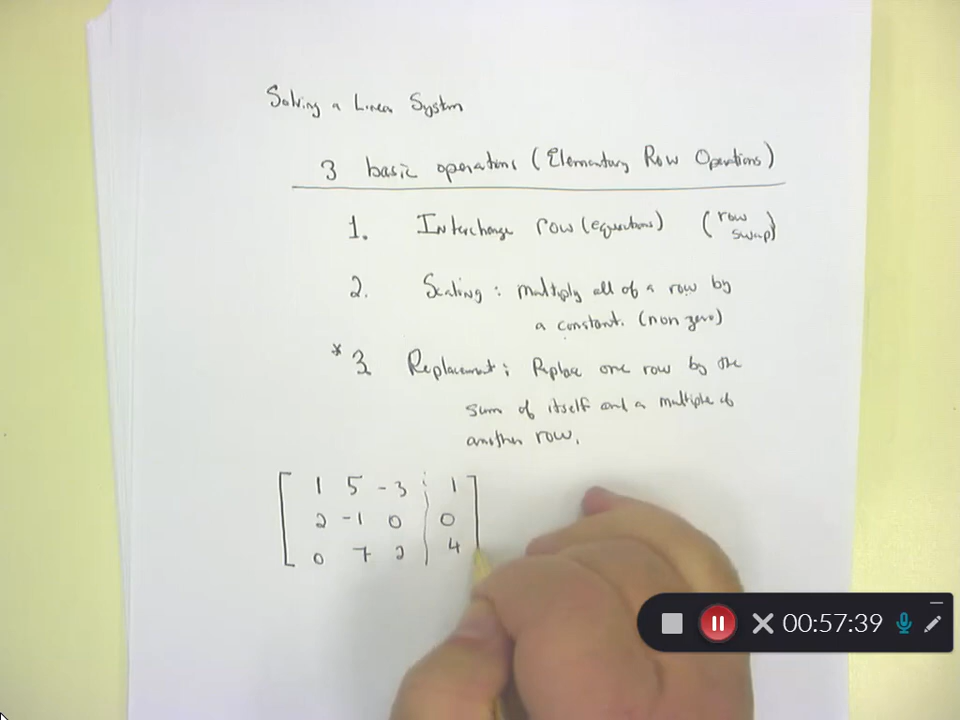 Solving a Linear System
3 basic operations (Elementary Row Operations)
1. Interchange row (equations) (row swap)
2. Scaling: multiply all of a row by
a constant. (non zero)
* 3. Replacement: Replace one row by the
sum of itself and a multiple of
another row.
1 5 -3 1
2 -1 0 0
0 7 2 4
00:57:39